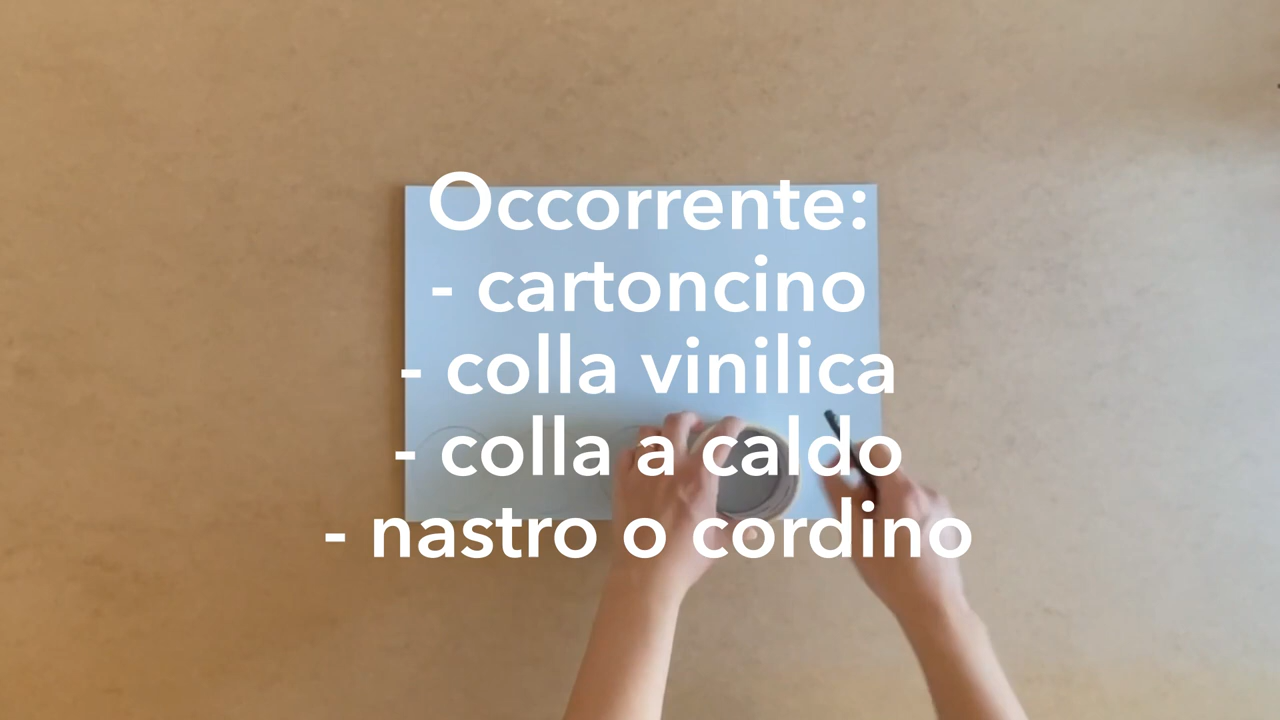 Occorrente:
- cartoncino
- colla vinilica
- colla a caldo
- nastro o cordino